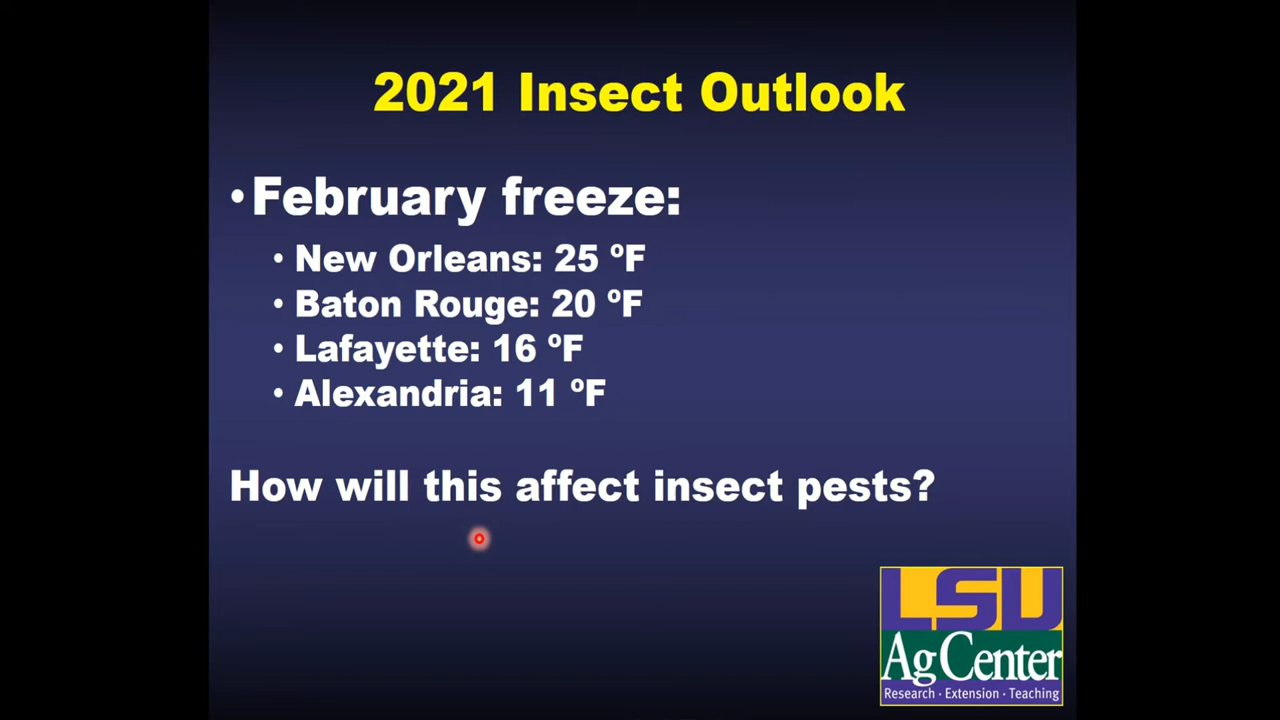 2021 Insect Outlook
•February freeze:
• New Orleans: 25 ºF
• Baton Rouge: 20 ºF
• Lafayette: 16 ºF
• Alexandria: 11 ºF
How will this affect insect pests?
LSU
AgCenter
Research · Extension · Teaching